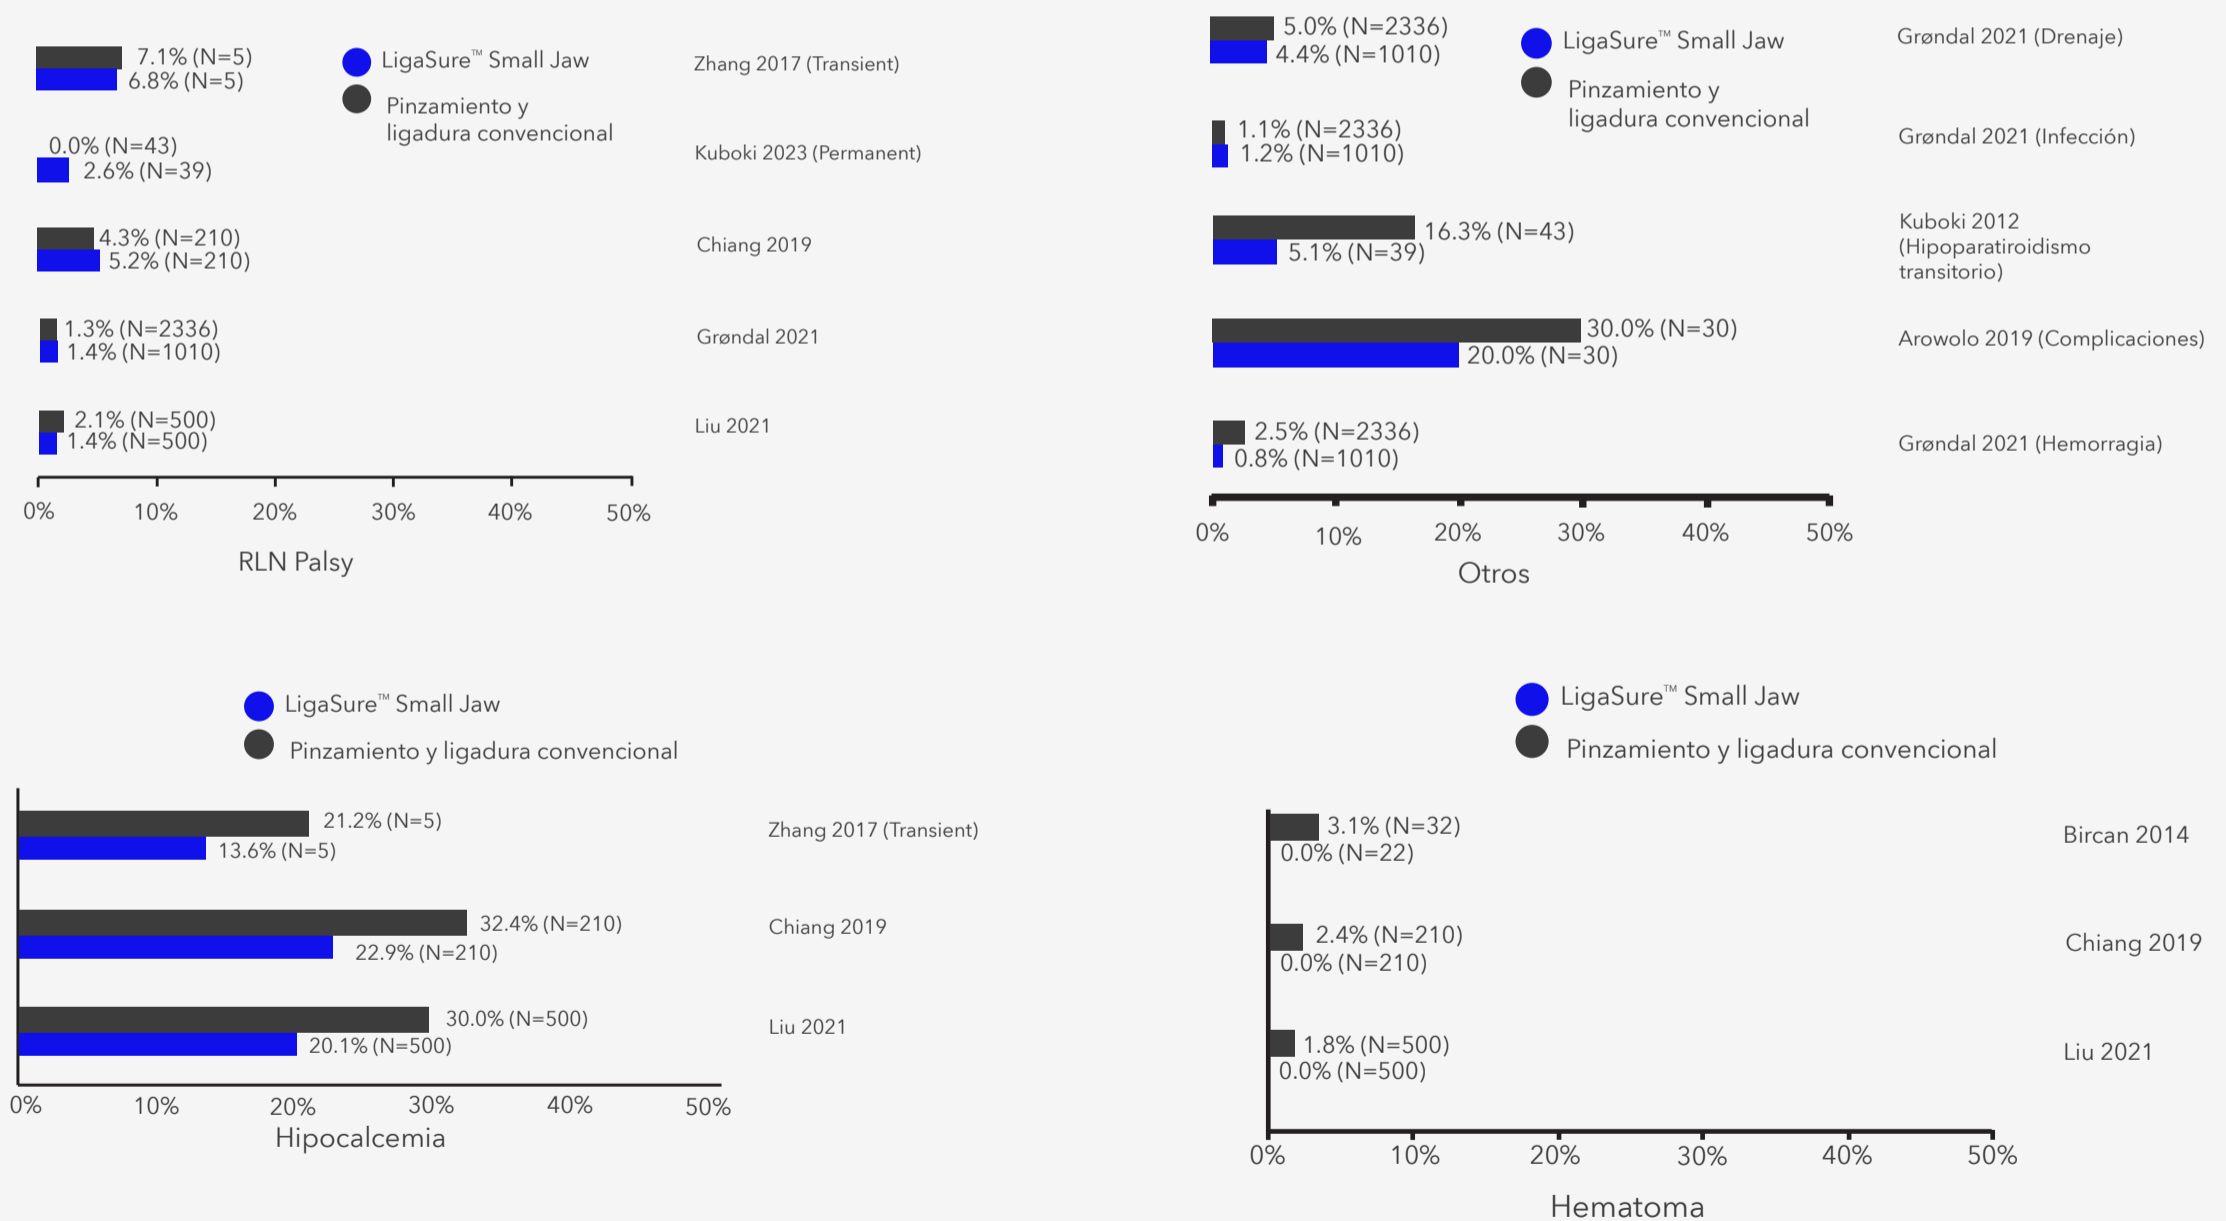 7.1% (N=5)
6.8% (N=5)
LigaSure™ Small Jaw
Pinzamiento y
ligadura convencional
Zhang 2017 (Transient)
0.0% (N=43)
2.6% (N=39)
Kuboki 2023 (Permanent)
4.3% (N=210)
5.2% (N=210)
Chiang 2019
1.3% (N=2336)
1.4% (N=1010)
Grøndal 2021
2.1% (N=500)
1.4% (N=500)
Liu 2021
0% 10% 20% 30% 40% 50%
RLN Palsy
5.0% (N=2336)
4.4% (N=1010)
LigaSure™ Small Jaw
Pinzamiento y
ligadura convencional
Grøndal 2021 (Drenaje)
1.1% (N=2336)
1.2% (N=1010)
Grøndal 2021 (Infección)
16.3% (N=43)
5.1% (N=39)
Kuboki 2012
(Hipoparatiroidismo
transitorio)
30.0% (N=30)
20.0% (N=30)
Arowolo 2019 (Complicaciones)
2.5% (N=2336)
0.8% (N=1010)
Grøndal 2021 (Hemorragia)
0% 10% 20% 30% 40% 50%
Otros
LigaSure™ Small Jaw
Pinzamiento y ligadura convencional
21.2% (N=5)
13.6% (N=5)
Zhang 2017 (Transient)
32.4% (N=210)
22.9% (N=210)
Chiang 2019
30.0% (N=500)
20.1% (N=500)
Liu 2021
0% 10% 20% 30% 40% 50%
Hipocalcemia
LigaSure™ Small Jaw
Pinzamiento y ligadura convencional
3.1% (N=32)
0.0% (N=22)
Bircan 2014
2.4% (N=210)
0.0% (N=210)
Chiang 2019
1.8% (N=500)
0.0% (N=500)
Liu 2021
0% 10% 20% 30% 40% 50%
Hematoma